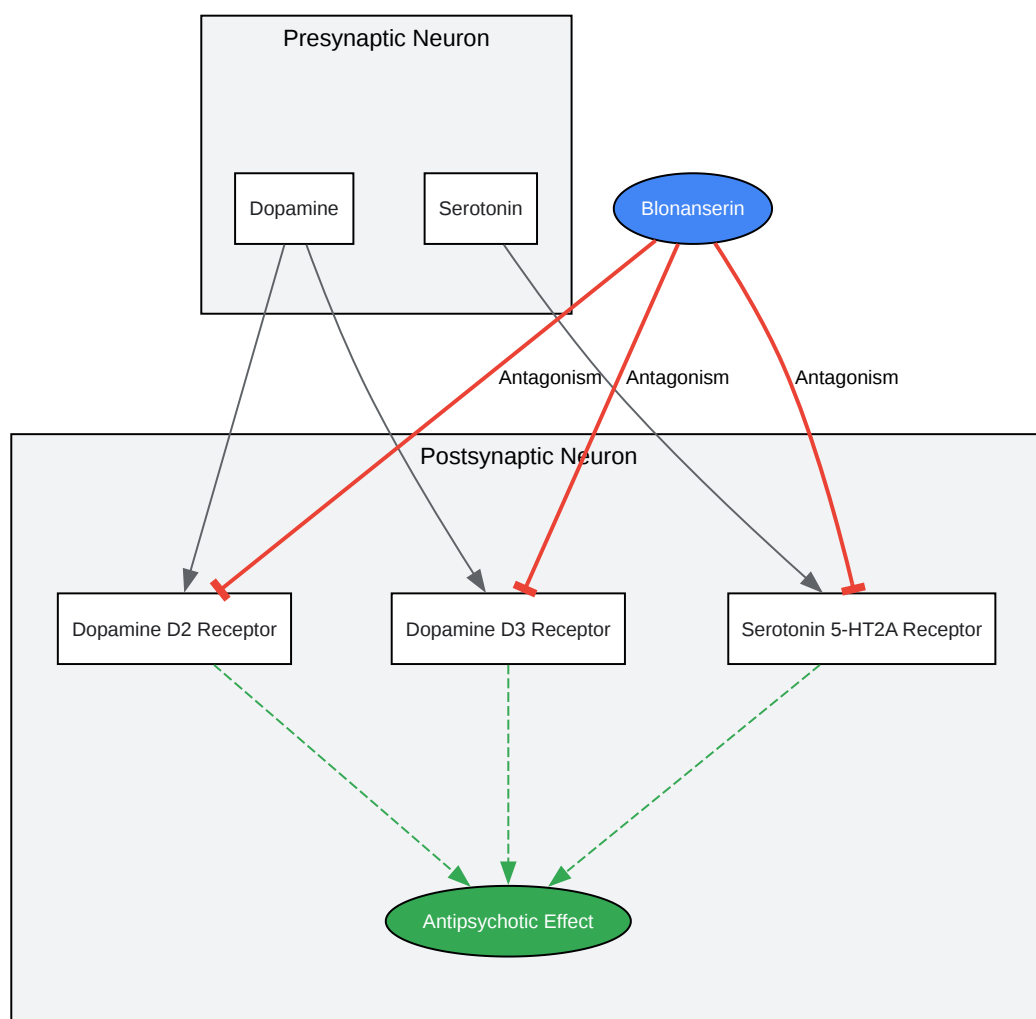 Presynaptic Neuron
Dopamine
Serotonin
Blonanserin
Antagonism
Antagonism
Antagonism
Postsynaptic Neuron
Dopamine D2 Receptor
Dopamine D3 Receptor
Serotonin 5-HT2A Receptor
Antipsychotic Effect